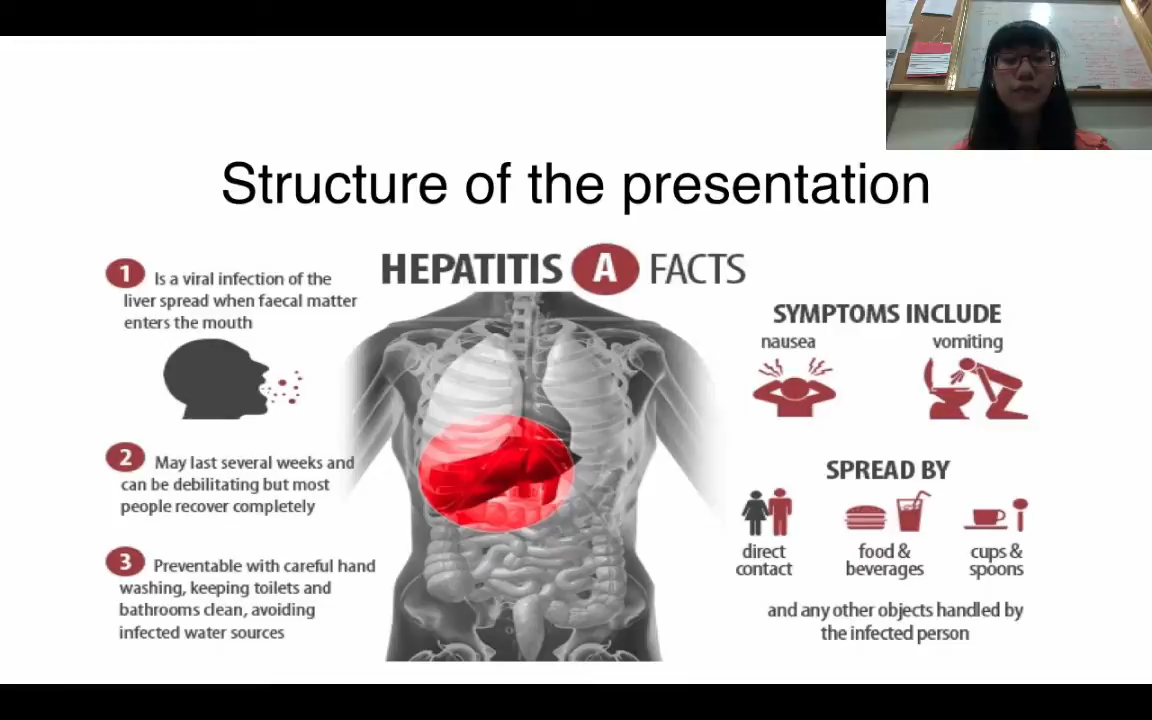 Structure of the presentation
HEPATITIS A FACTS
1 Is a viral infection of the
liver spread when faecal matter
enters the mouth
2 May last several weeks and
can be debilitating but most
people recover completely
3 Preventable with careful hand
washing, keeping toilets and
bathrooms clean, avoiding
infected water sources
SYMPTOMS INCLUDE
nausea
vomiting
SPREAD BY
direct
contact
food &
beverages
cups &
spoons
and any other objects handled by
the infected person